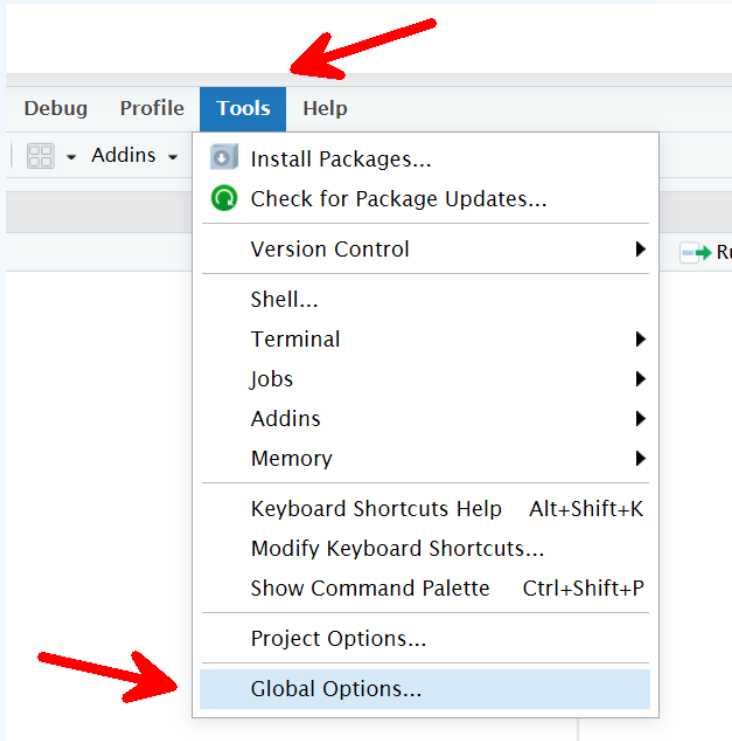 Debug Profile Tools Help
Addins
Install Packages...
Check for Package Updates...
Version Control
Ru
Shell...
Terminal
Jobs
Addins
Memory
Keyboard Shortcuts Help Alt+Shift+K
Modify Keyboard Shortcuts...
Show Command Palette Ctrl+Shift+P
Project Options...
Global Options...